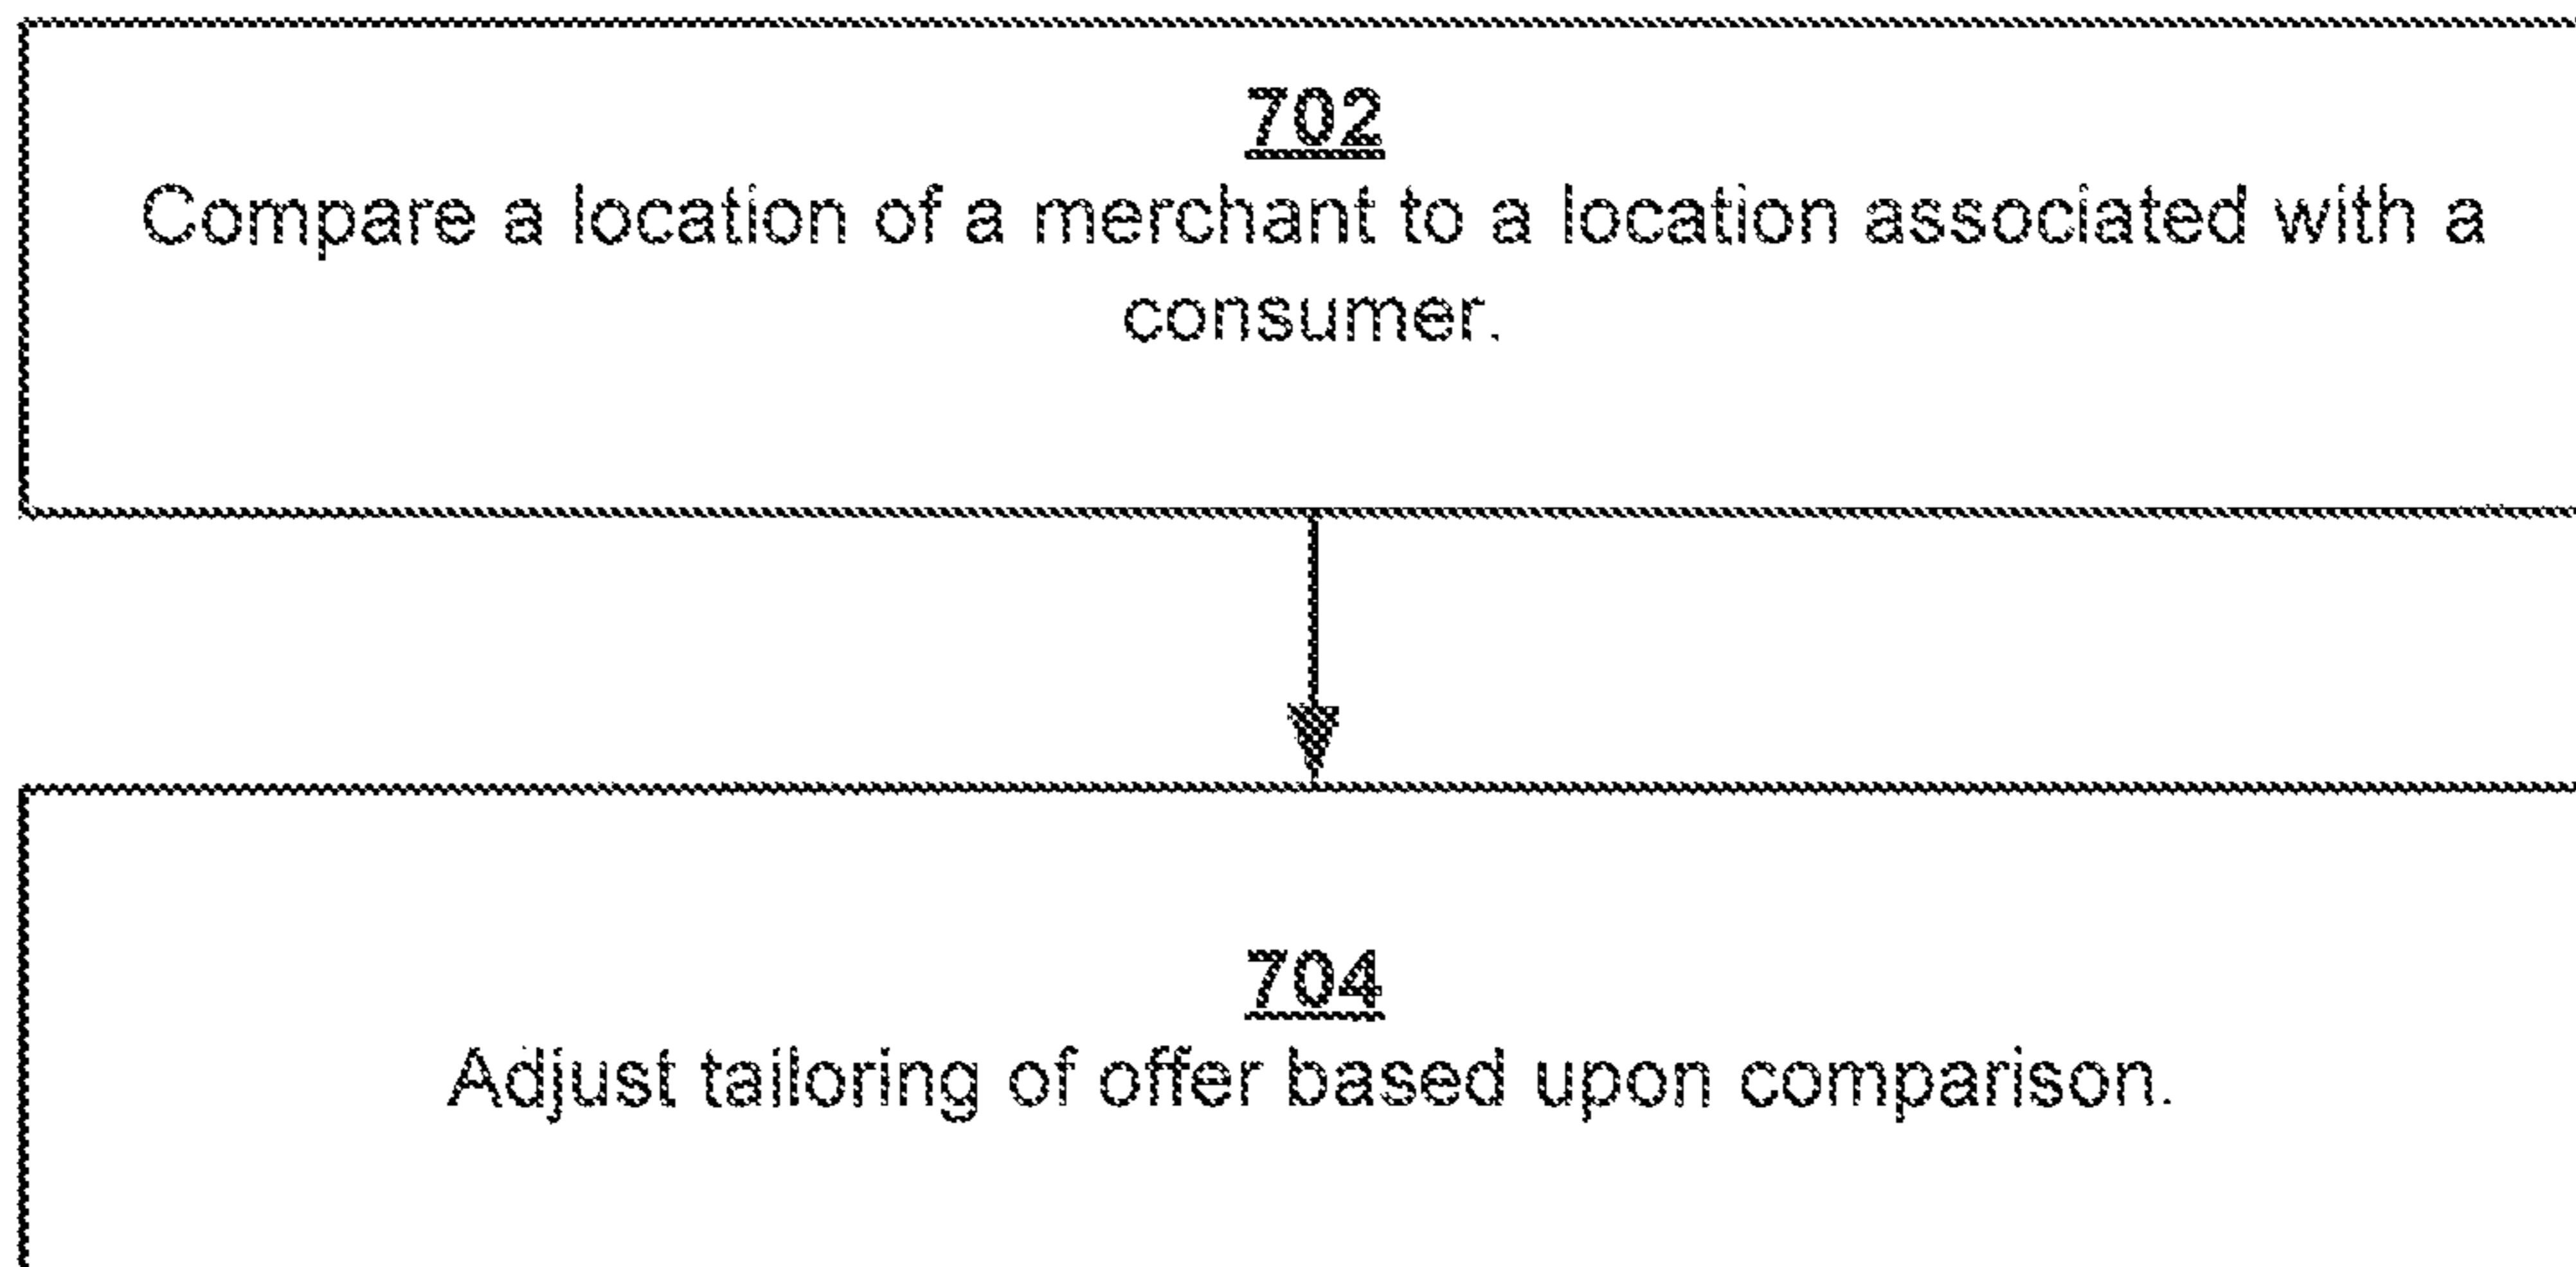 702
Compare a location of a merchant to a location associated with a
consumer.
704
Adjust tailoring of offer based upon comparison.